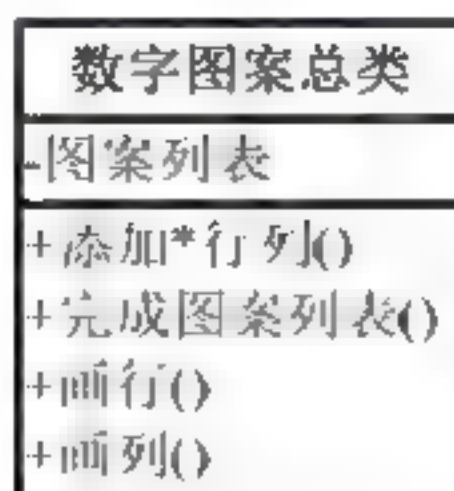 数字图案总类
-图案列表
+添加*行列()
+完成图案列表()
+画行()
+画列()